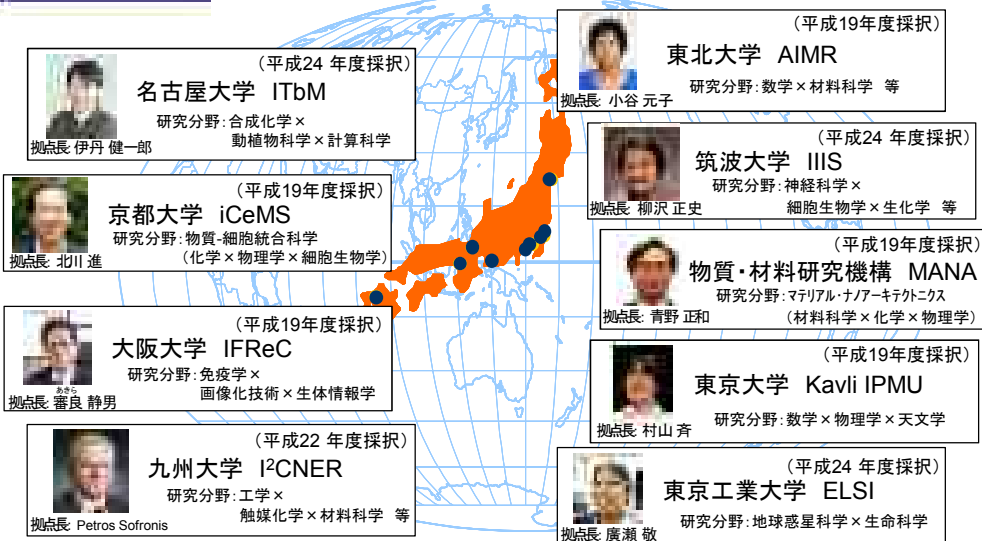 (平成24 年度採択)
名古屋大学 ITbM
研究分野:合成化学×
動植物科学×計算科学
拠点長: 伊丹 健一郎
(平成19年度採択)
京都大学 iCeMS
研究分野:物質-細胞統合科学
(化学×物理学×細胞生物学)
拠点長: 北川 進
(平成19年度採択)
大阪大学 IFReC
研究分野:免疫学×
画像化技術×生体情報学
あきら
拠点長: 審良 静男
(平成22 年度採択)
九州大学 I²CNER
研究分野:工学×
触媒化学×材料科学 等
拠点長: Petros Sofronis
(平成19年度採択)
東北大学 AIMR
研究分野:数学×材料科学 等
拠点長: 小谷 元子
(平成24 年度採択)
筑波大学 IIIS
研究分野:神経科学×
細胞生物学×生化学 等
拠点長: 柳沢 正史
(平成19年度採択)
物質・材料研究機構 MANA
研究分野:マテリアル・ナノアーキテクトニクス
(材料科学×化学×物理学)
拠点長: 青野 正和
(平成19年度採択)
東京大学 Kavli IPMU
研究分野:数学×物理学×天文学
拠点長: 村山 斉
(平成24 年度採択)
東京工業大学 ELSI
研究分野:地球惑星科学×生命科学
拠点長: 廣瀬 敬